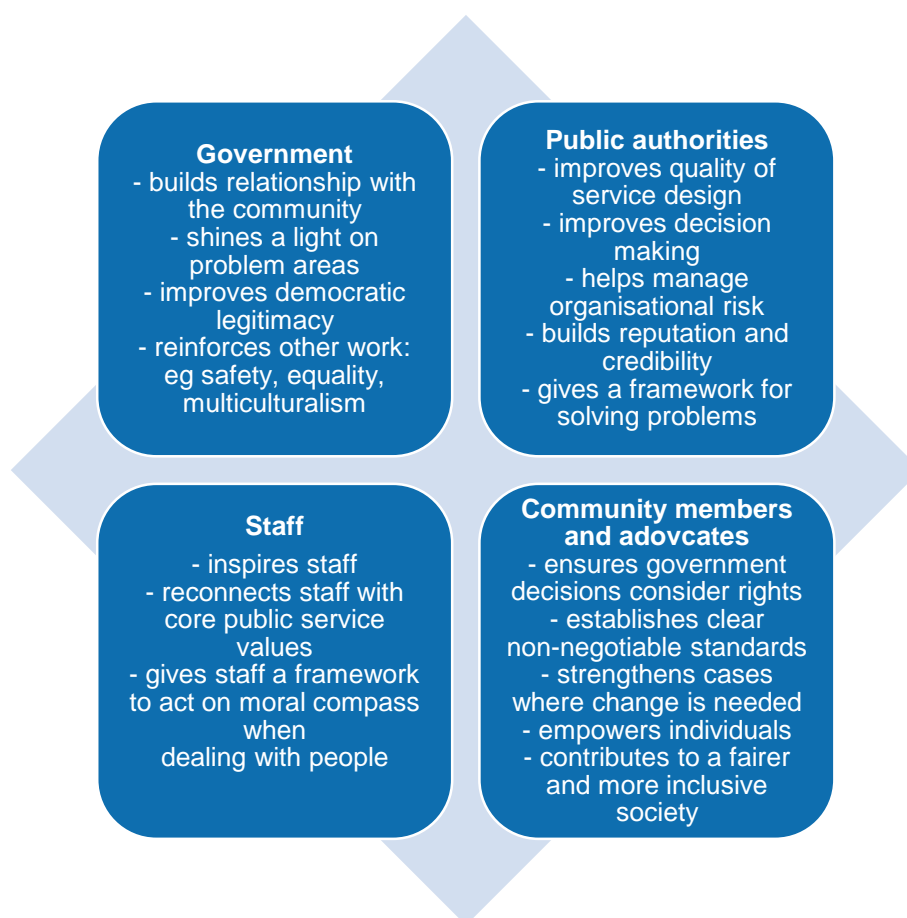 Government
- builds relationship with
the community
- shines a light on
problem areas
- improves democratic
legitimacy
- reinforces other work:
eg safety, equality,
multiculturalism
Public authorities
- improves quality of
service design
- improves decision
making
- helps manage
organisational risk
- builds reputation and
credibility
- gives a framework for
solving problems
Staff
- inspires staff
- reconnects staff with
core public service
values
- gives staff a framework
to act on moral compass
when
dealing with people
Community members
and adovcates
- ensures government
decisions consider rights
- establishes clear
non-negotiable standards
- strengthens cases
where change is needed
- empowers individuals
- contributes to a fairer
and more inclusive
society